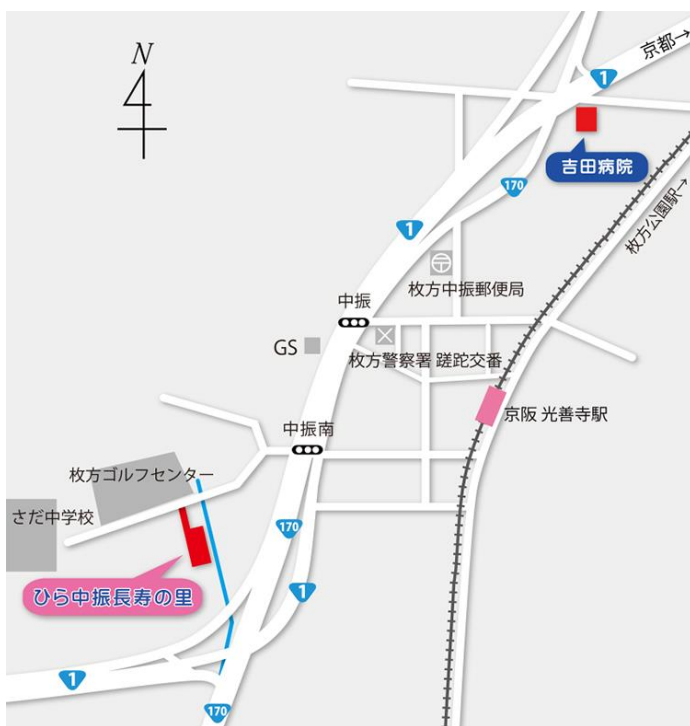 N
京都→
1
吉田病院
170
枚方公園駅→
1
枚方中振郵便局
中振
GS
枚方警察署 蹉跎交番
京阪 光善寺駅
中振南
枚方ゴルフセンター
さだ中学校
170
ひら中振長寿の里
1
1
170